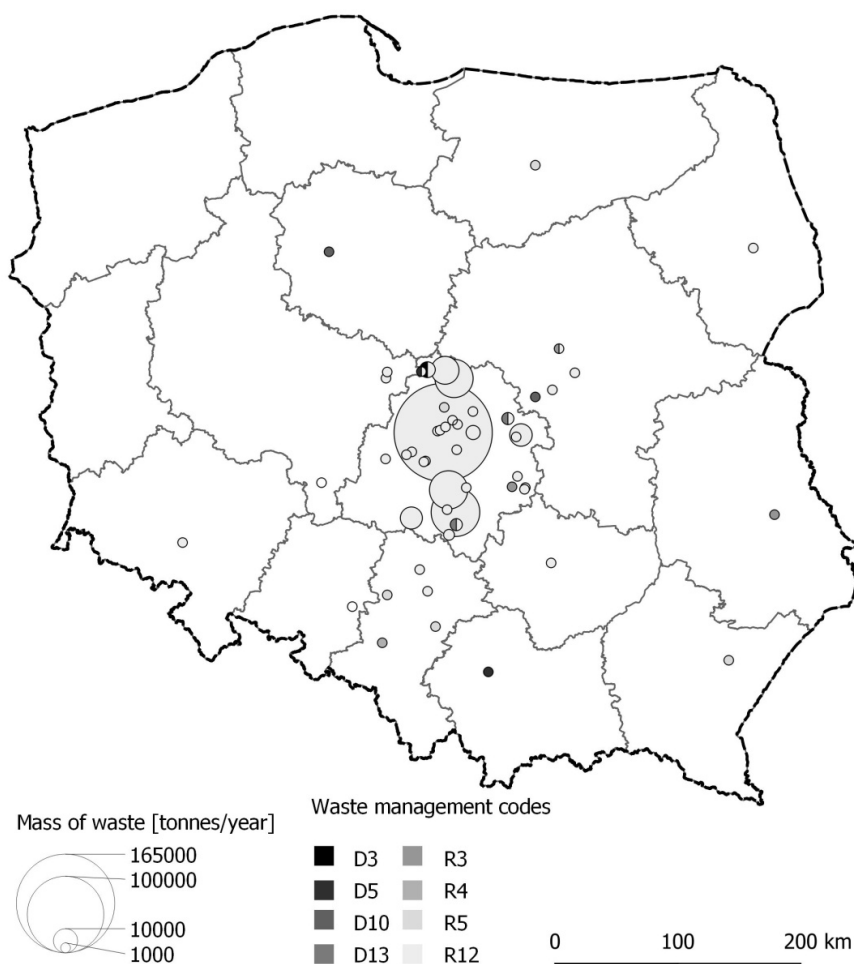 Mass of waste [tonnes/year]
165000
100000
10000
1000
Waste management codes
D3 R3
D5 R4
D10 R5
D13 R12
0 100 200 km